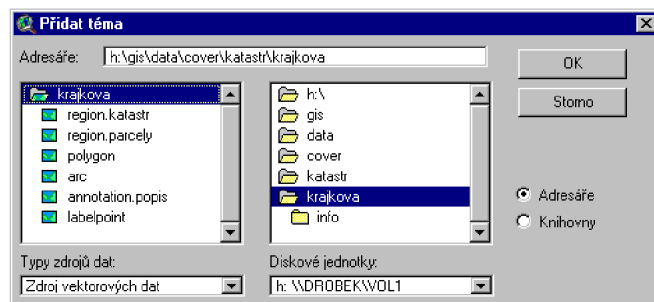 Přidat téma
Adresáře: h:\gis\data\cover\katastr\krajkova
OK
Storno
krajkova
region.katastr
region.parcely
polygon
arc
annotation.popis
labelpoint
h:\
gis
data
cover
katastr
krajkova
info
Adresáře
Knihovny
Typy zdrojů dat:
Zdroj vektorových dat
Diskové jednotky:
h: \\DROBEK\VOL1